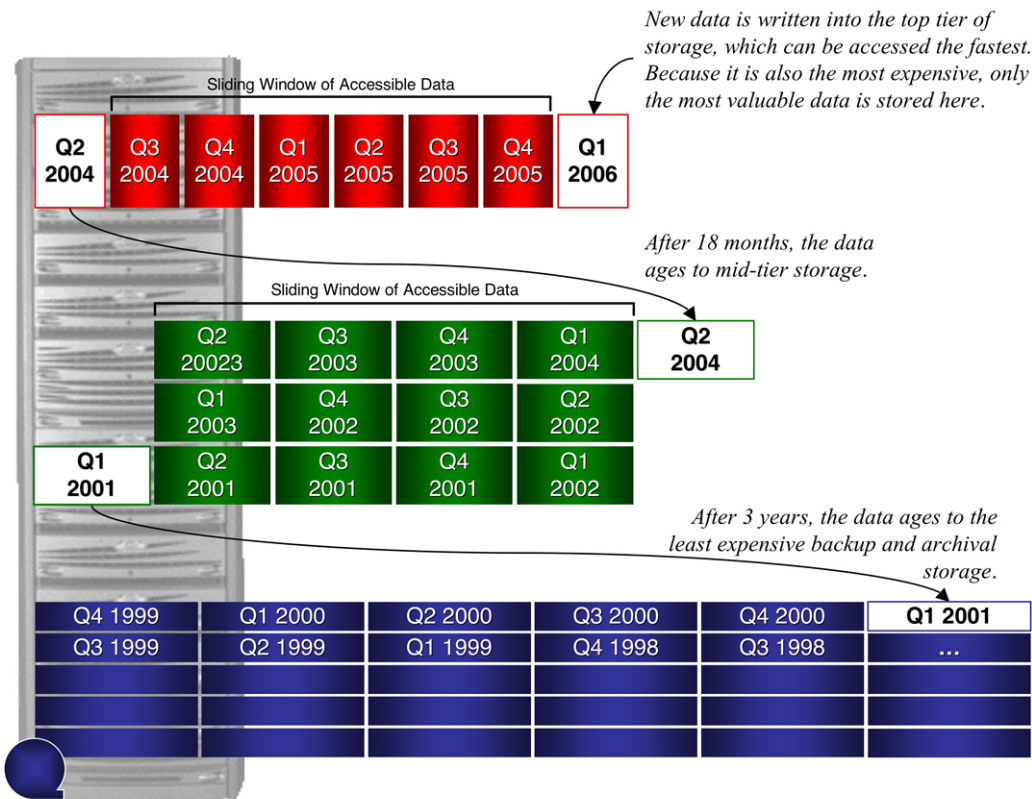 New data is written into the top tier of
storage, which can be accessed the fastest.
Because it is also the most expensive, only
the most valuable data is stored here.
Sliding Window of Accessible Data
Q2 2004
Q3 2004
Q4 2004
Q1 2005
Q2 2005
Q3 2005
Q4 2005
Q1 2006
After 18 months, the data
ages to mid-tier storage.
Sliding Window of Accessible Data
Q2 20023
Q3 2003
Q4 2003
Q1 2004
Q2 2004
Q1 2003
Q4 2002
Q3 2002
Q2 2002
Q1 2001
Q2 2001
Q3 2001
Q4 2001
Q1 2002
After 3 years, the data ages to the
least expensive backup and archival
storage.
Q4 1999
Q1 2000
Q2 2000
Q3 2000
Q4 2000
Q1 2001
Q3 1999
Q2 1999
Q1 1999
Q4 1998
Q3 1998
...